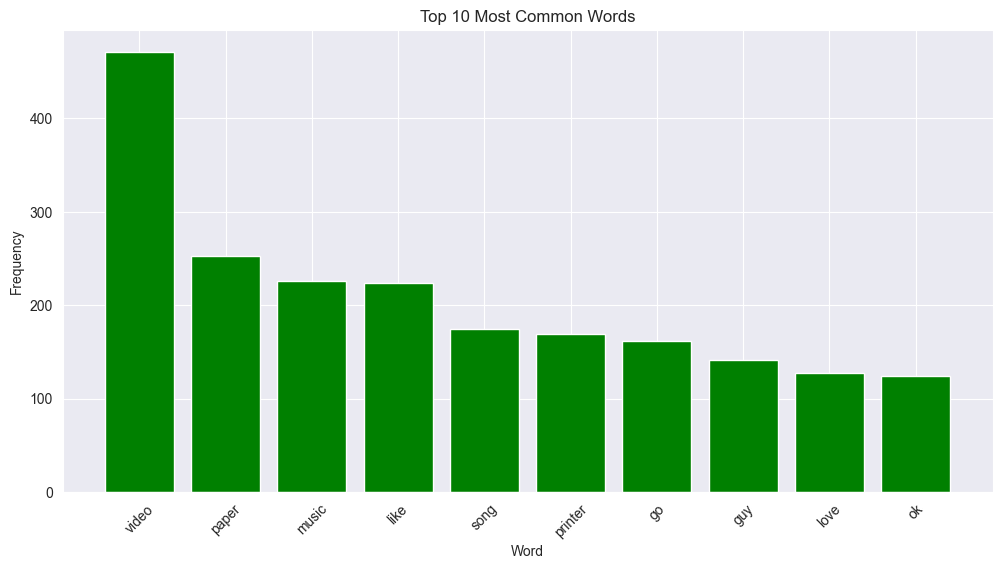 Top 10 Most Common Words
Frequency
400
300
200
100
0
video paper music like song printer go guy love ok
Word